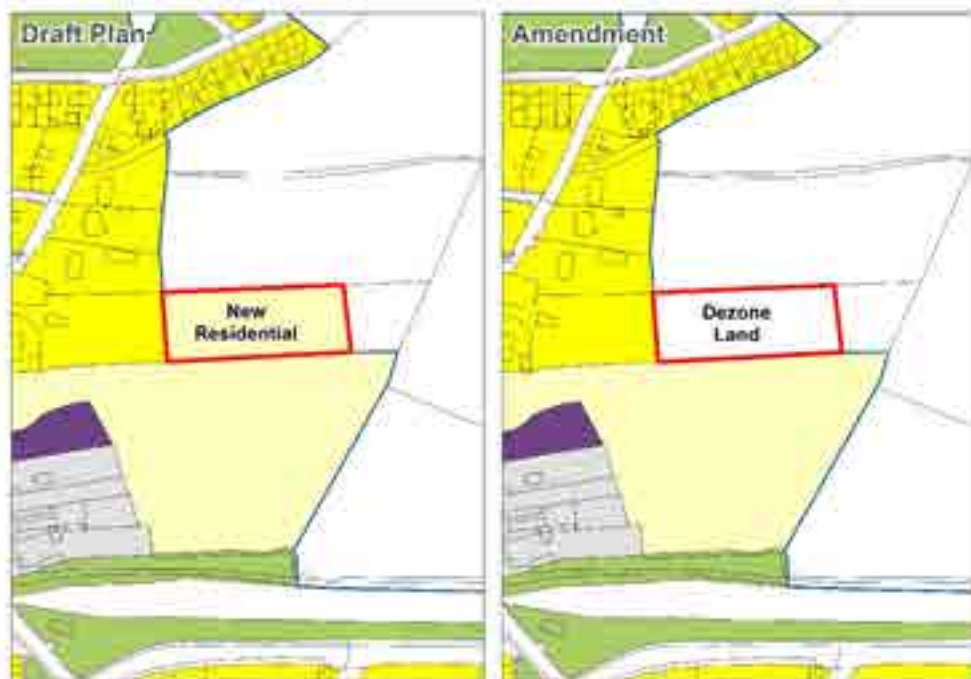 Draft Plan
Amendment
New
Residential
Dezone
Land